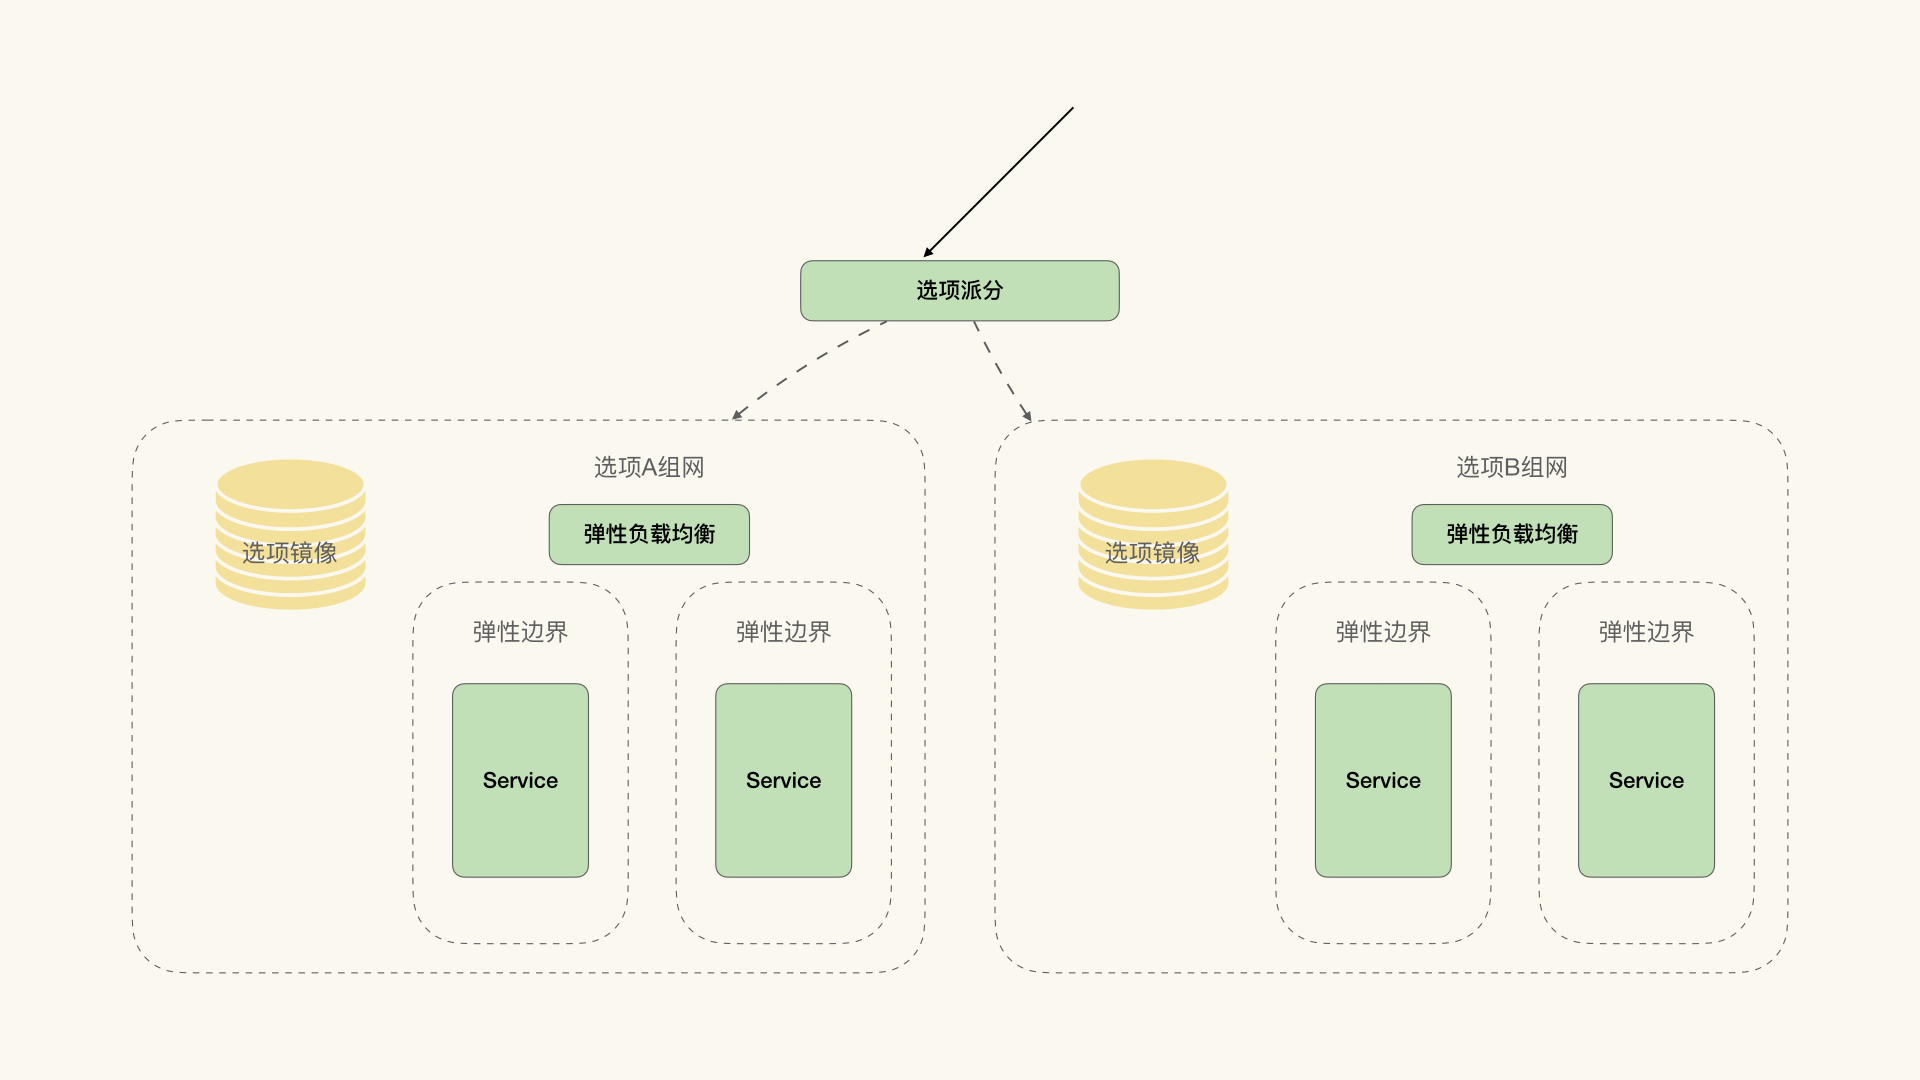 选项派分
选项A组网
弹性负载均衡
选项镜像
弹性边界
弹性边界
Service
Service
选项B组网
弹性负载均衡
选项镜像
弹性边界
弹性边界
Service
Service